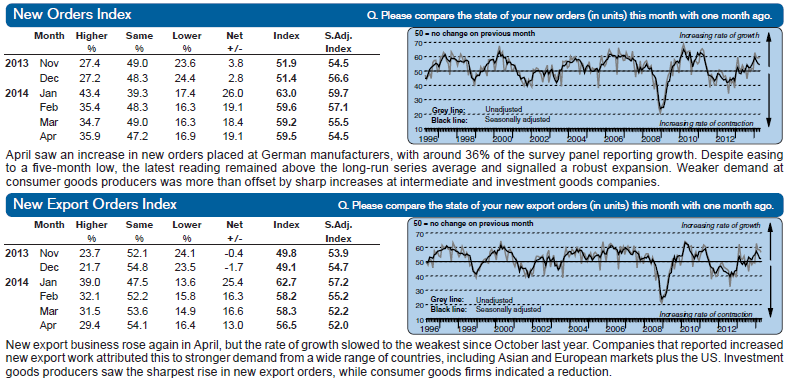 New Orders Index
Q. Please compare the state of your new orders (in units) this month with one month ago.
Month Higher Same Lower Net Index S.Adj.
% % % +/- Index
2013 Nov 27.4 49.0 23.6 3.8 51.9 54.5
Dec 27.2 48.3 24.4 2.8 51.4 56.6
2014 Jan 43.4 39.3 17.4 26.0 63.0 59.7
Feb 35.4 48.3 16.3 19.1 59.6 57.1
Mar 34.7 49.0 16.3 18.4 59.2 55.5
Apr 35.9 47.2 16.9 19.1 59.5 54.5
50 = no change on previous month
Increasing rate of growth
70
60
50
40
30
20
10
Grey line: Unadjusted
Black line: Seasonally adjusted
Increasing rate of contraction
1996 1998 2000 2002 2004 2006 2008 2010 2012
April saw an increase in new orders placed at German manufacturers, with around 36% of the survey panel reporting growth. Despite easing
to a five-month low, the latest reading remained above the long-run series average and signalled a robust expansion. Weaker demand at
consumer goods producers was more than offset by sharp increases at intermediate and investment goods companies.
New Export Orders Index
Q. Please compare the state of your new export orders (in units) this month with one month ago.
Month Higher Same Lower Net Index S.Adj.
% % % +/- Index
2013 Nov 23.7 52.1 24.1 -0.4 49.8 53.9
Dec 21.7 54.8 23.5 -1.7 49.1 54.7
2014 Jan 39.0 47.5 13.6 25.4 62.7 57.2
Feb 32.1 52.2 15.8 16.3 58.2 55.2
Mar 31.5 53.6 14.9 16.6 58.3 52.2
Apr 29.4 54.1 16.4 13.0 56.5 52.0
50 = no change on previous month
Increasing rate of growth
70
60
50
40
30
20
10
Grey line: Unadjusted
Black line: Seasonally adjusted
Increasing rate of contraction
1996 1998 2000 2002 2004 2006 2008 2010 2012
New export business rose again in April, but the rate of growth slowed to the weakest since October last year. Companies that reported increased
new export work attributed this to stronger demand from a wide range of countries, including Asian and European markets plus the US. Investment
goods producers saw the sharpest rise in new export orders, while consumer goods firms indicated a reduction.